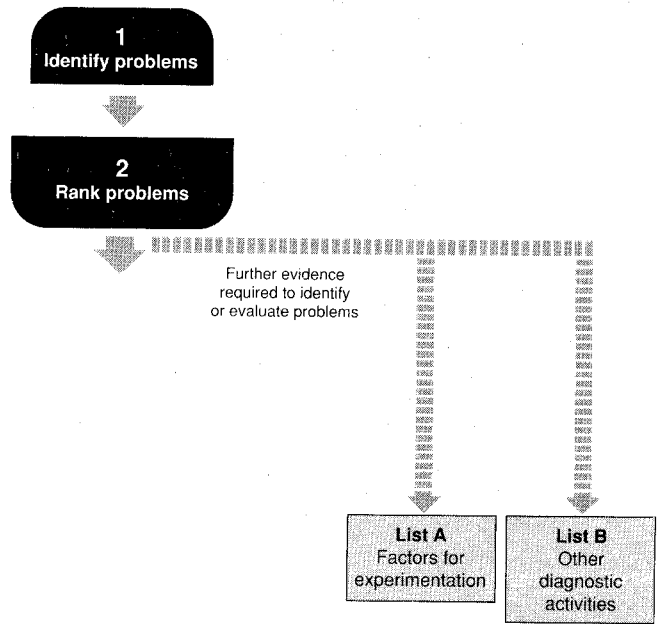 1
Identify problems
2
Rank problems
Further evidence
required to identify
or evaluate problems
List A
Factors for
experimentation
List B
Other
diagnostic
activities